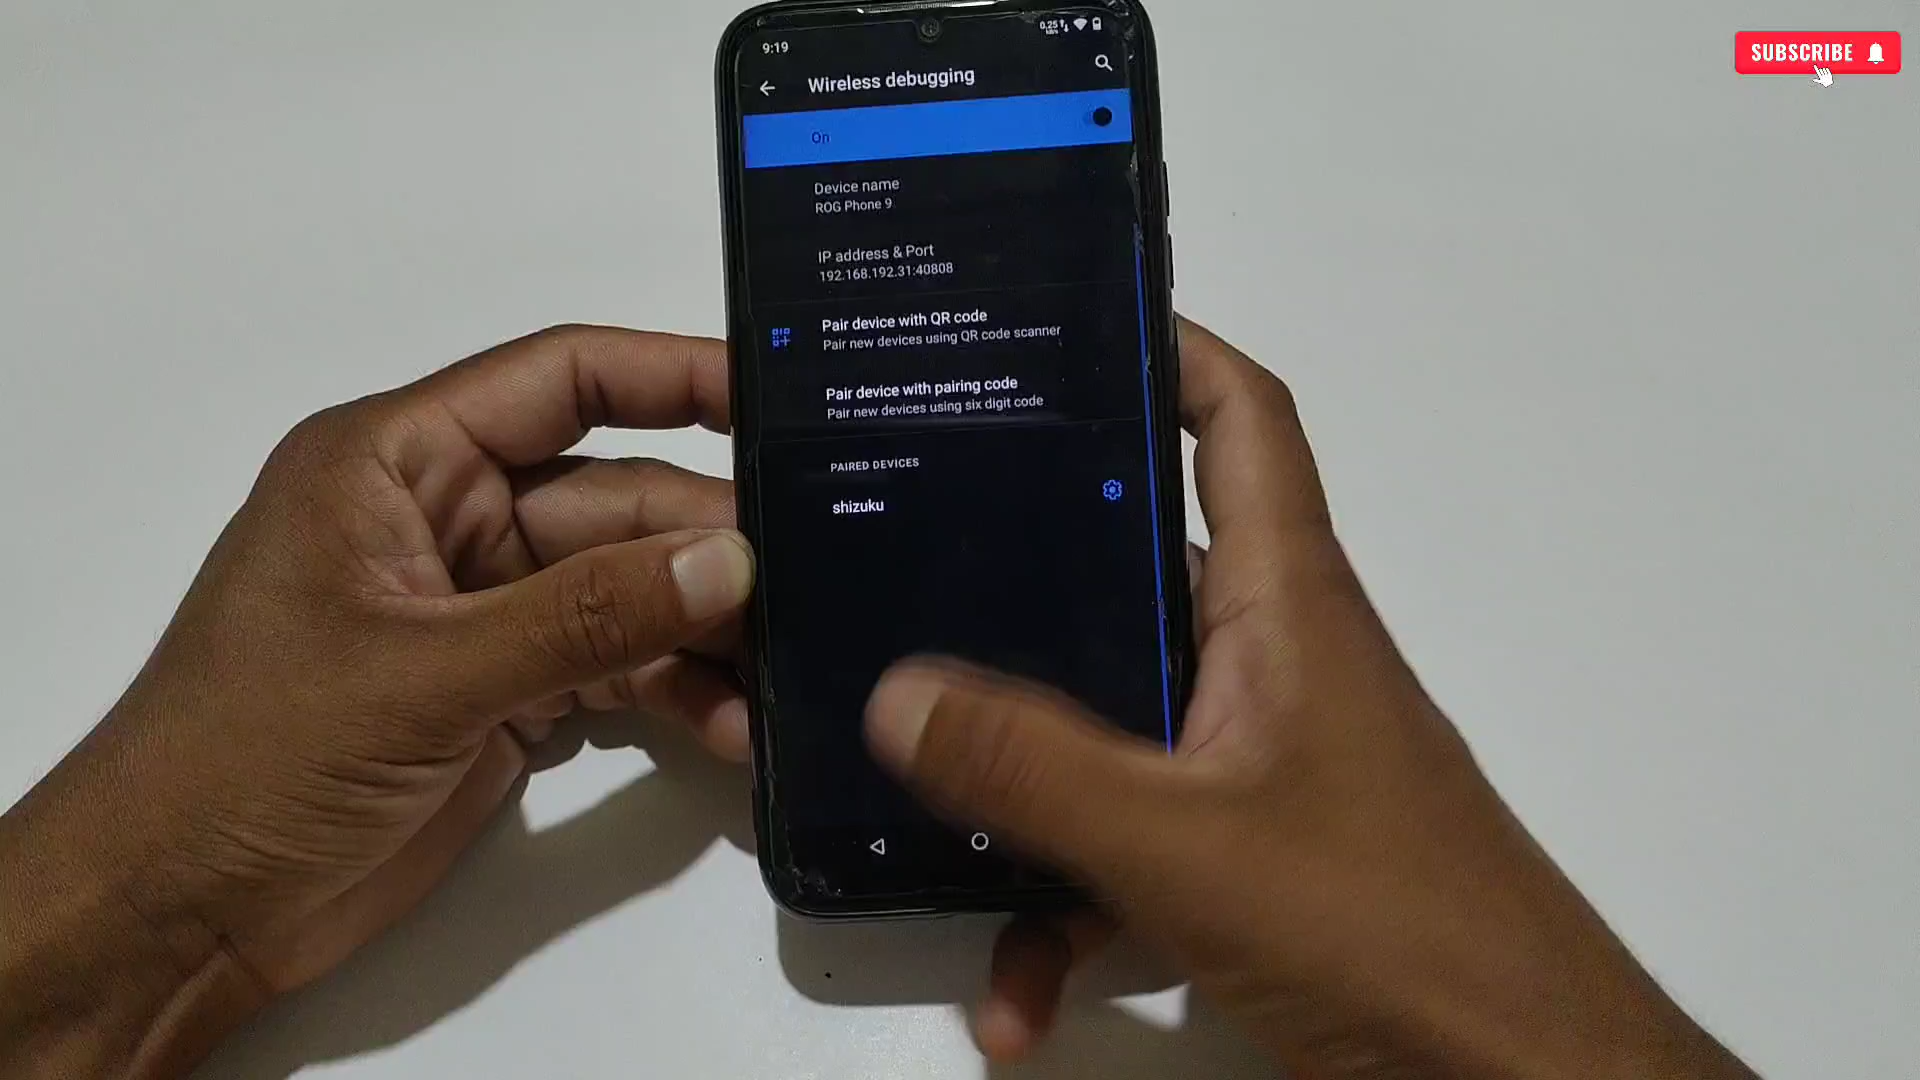 SUBSCRIBE
9:19
0.25
Wireless debugging
On
Device name
ROG Phone 9
IP address & Port
192.168.192.31:40808
Pair device with QR code
Pair new devices using QR code scanner
Pair device with pairing code
Pair new devices using six digit code
PAIRED DEVICES
shizuku